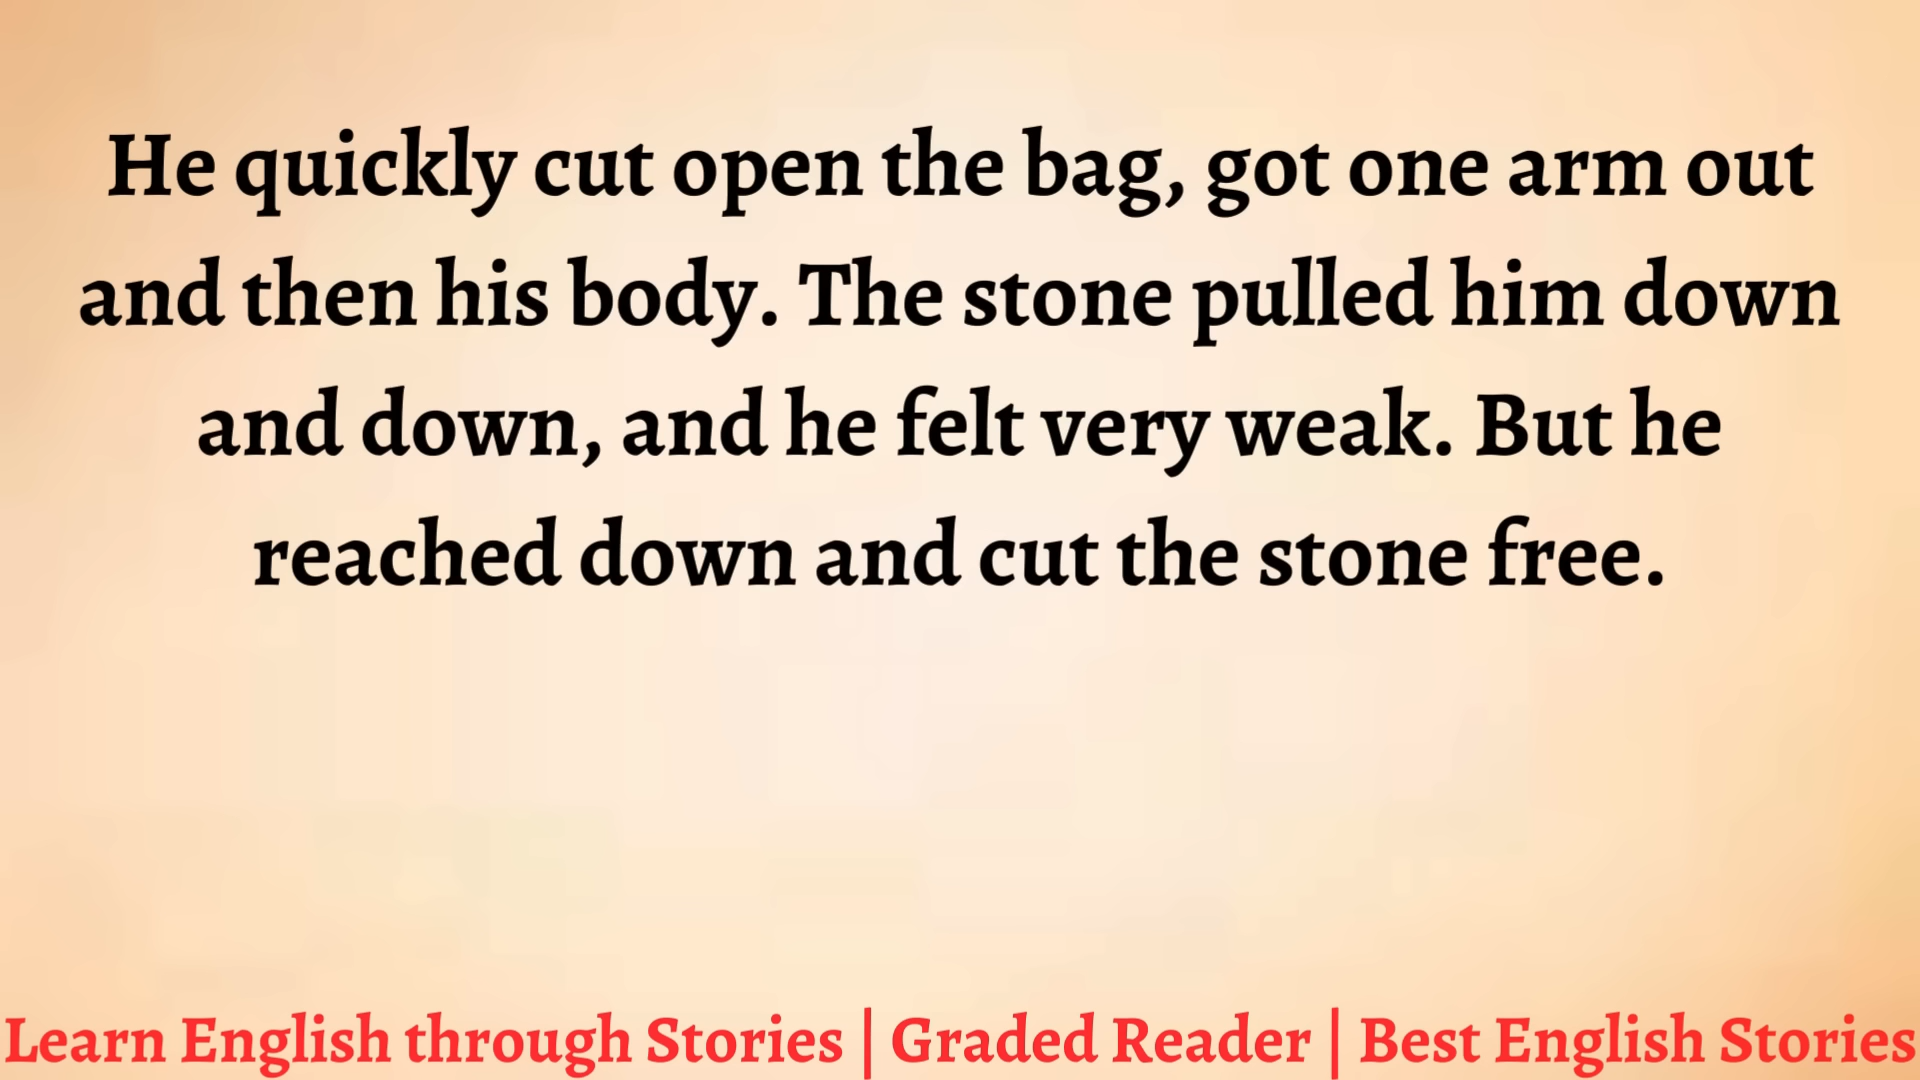 He quickly cut open the bag, got one arm out
and then his body. The stone pulled him down
and down, and he felt very weak. But he
reached down and cut the stone free.
Learn English through Stories | Graded Reader | Best English Stories